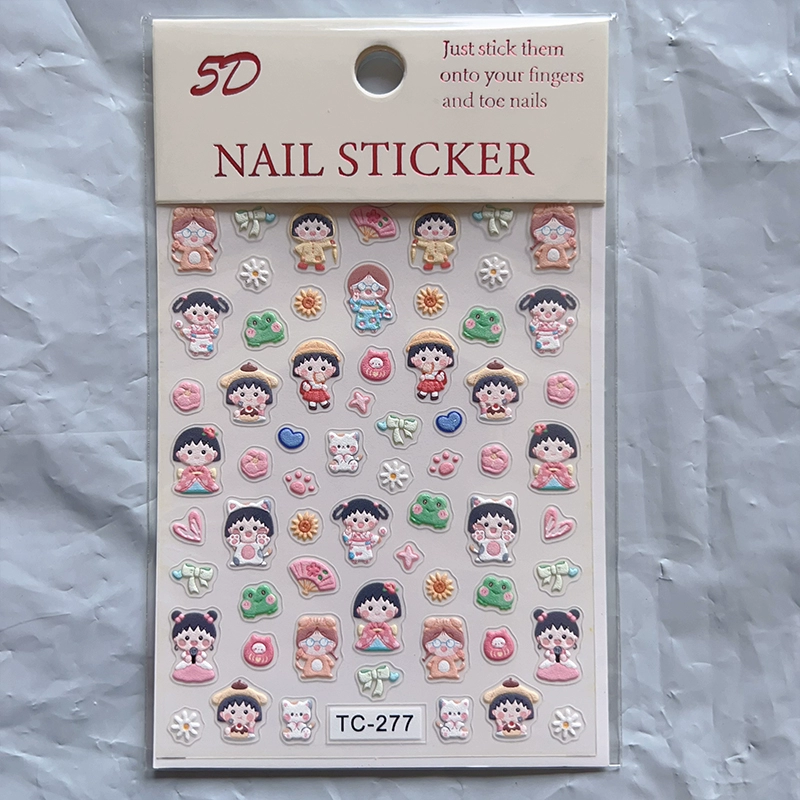 5D
Just stick them
onto your fingers
and toe nails
NAIL STICKER
TC-277